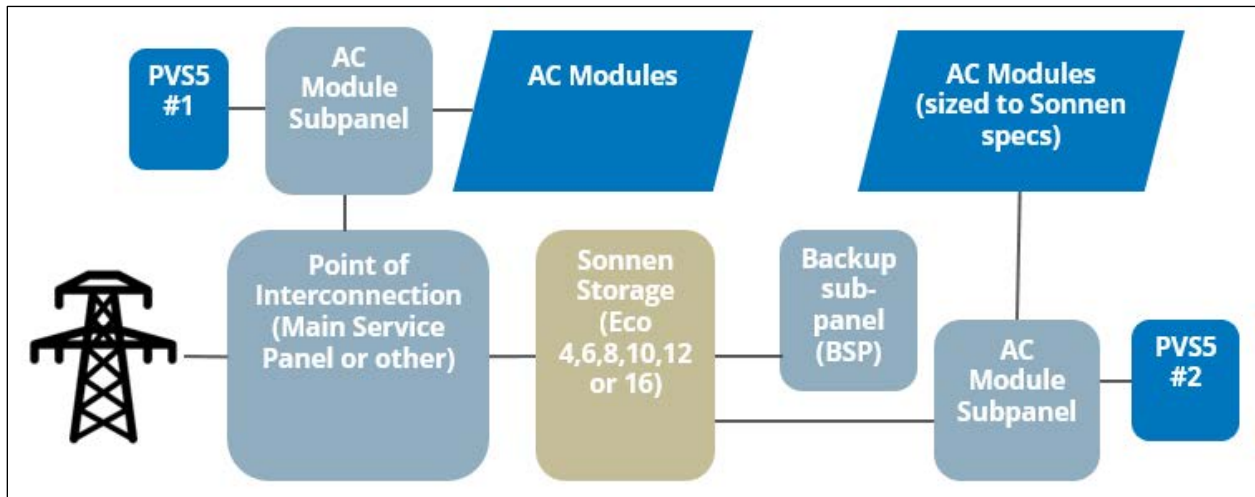 PVS5
#1
AC
Module
Subpanel
AC Modules
AC Modules
(sized to Sonnen
specs)
Point of
Interconnection
(Main Service
Panel or other)
Sonnen
Storage
(Eco
4,6,8,10,12
or 16)
Backup
sub-
panel
(BSP)
AC
Module
Subpanel
PVS5
#2